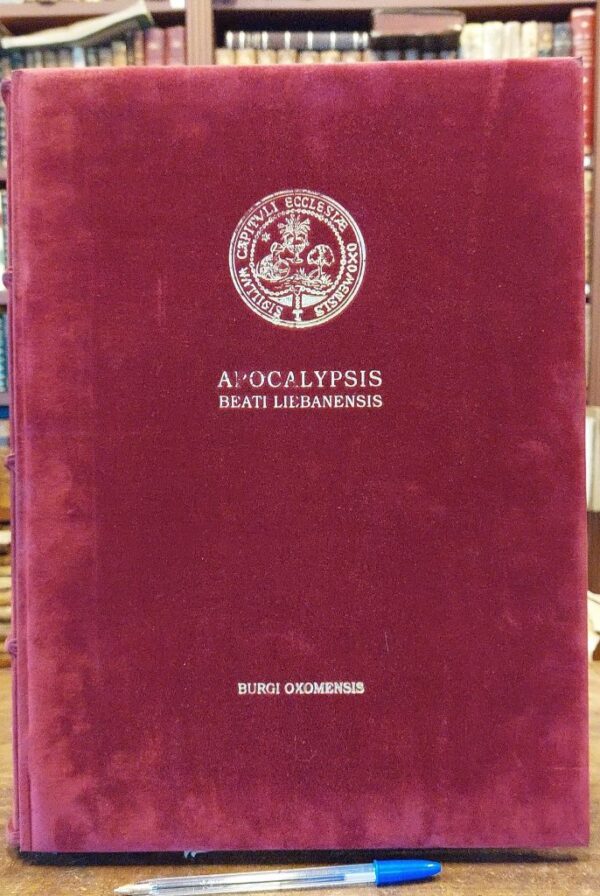 SIGILLVM CAPITVLI ECCLESIÆ OXOMENSIS
APOCALYPSIS
BEATI LIEBANENSIS
BURGI OXOMENSIS